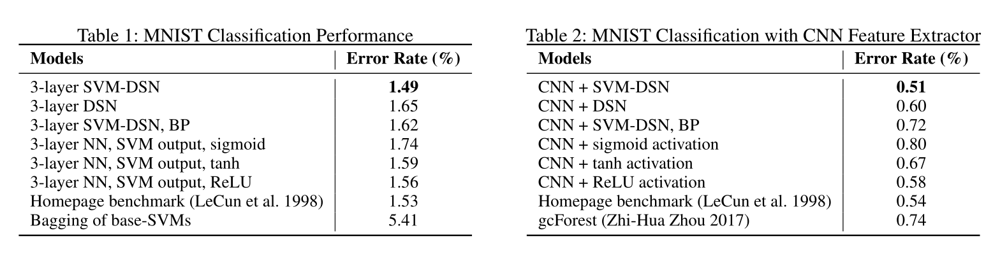 Table 1: MNIST Classification Performance
Models Error Rate (%)
3-layer SVM-DSN 1.49
3-layer DSN 1.65
3-layer SVM-DSN, BP 1.62
3-layer NN, SVM output, sigmoid 1.74
3-layer NN, SVM output, tanh 1.59
3-layer NN, SVM output, ReLU 1.56
Homepage benchmark (LeCun et al. 1998) 1.53
Bagging of base-SVMs 5.41
Table 2: MNIST Classification with CNN Feature Extractor
Models Error Rate (%)
CNN + SVM-DSN 0.51
CNN + DSN 0.60
CNN + SVM-DSN, BP 0.72
CNN + sigmoid activation 0.80
CNN + tanh activation 0.67
CNN + ReLU activation 0.58
Homepage benchmark (LeCun et al. 1998) 0.54
gcForest (Zhi-Hua Zhou 2017) 0.74